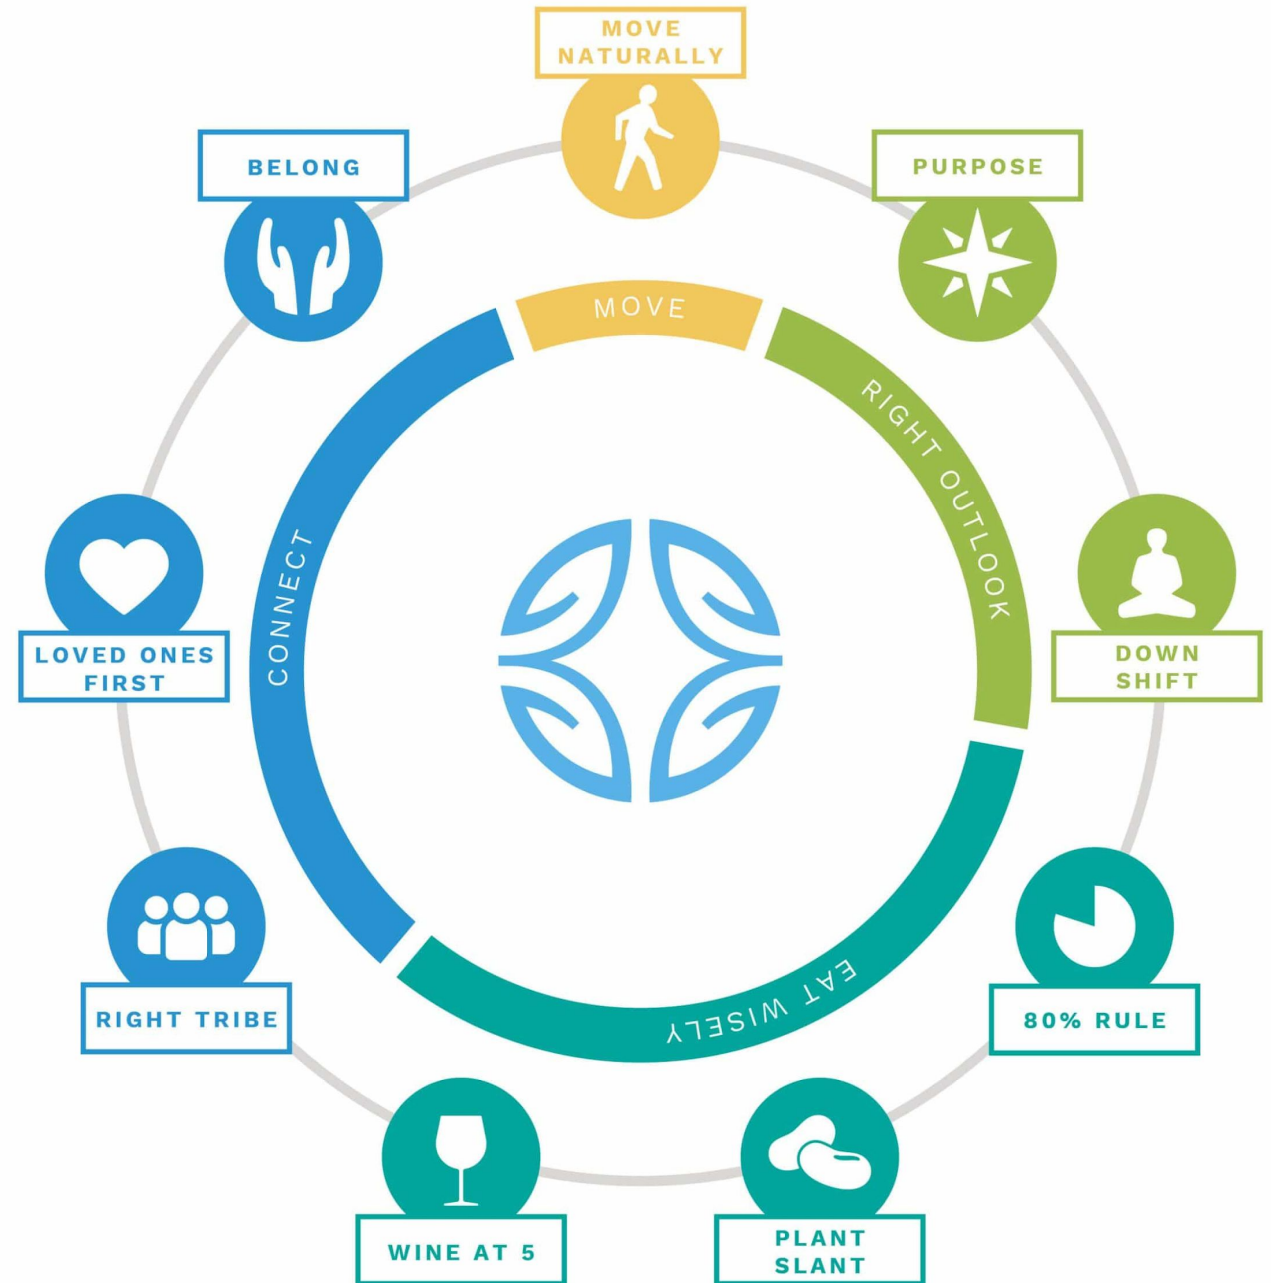 MOVE
NATURALLY
BELONG
PURPOSE
MOVE
RIGHT OUTLOOK
CONNECT
LOVED ONES
FIRST
DOWN
SHIFT
EAT WISELY
RIGHT TRIBE
80% RULE
WINE AT 5
PLANT
SLANT